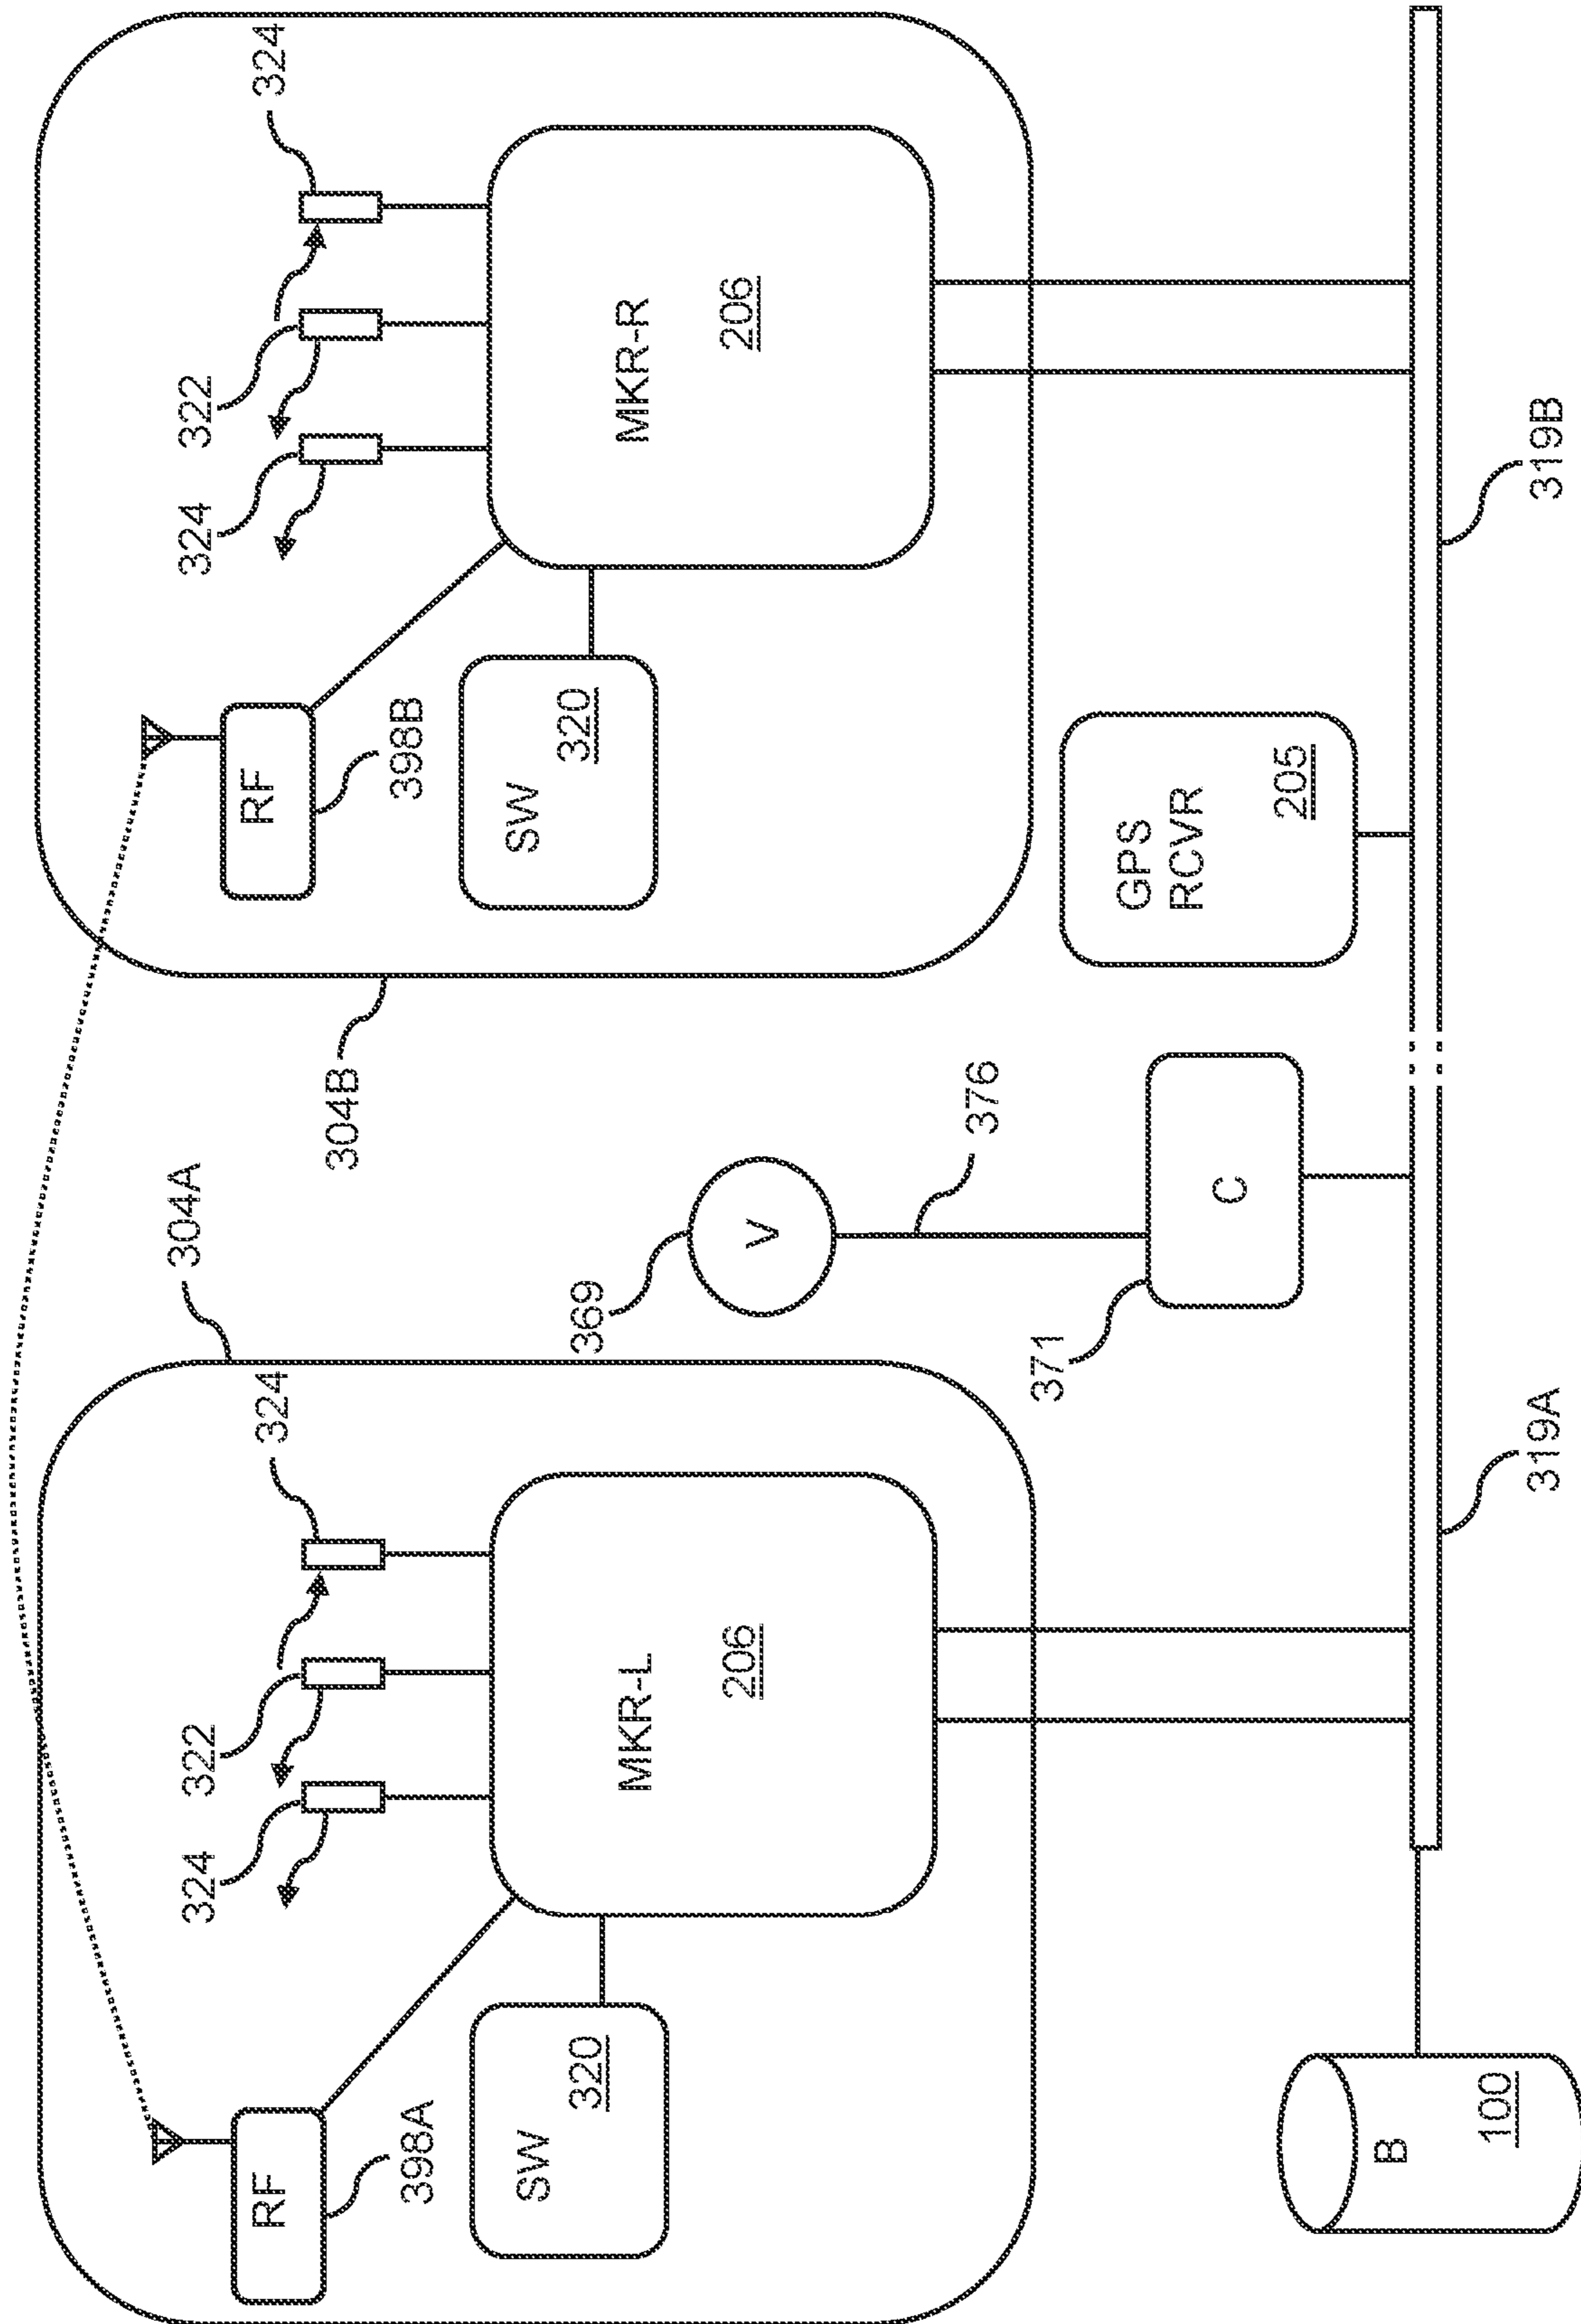 324
322
304A
324
322
RF
324
RF
324
304B
398A
398B
SW
SW
320
369
320
MKR-L
MKR-R
206
206
V
376
371
GPS
RCVR
C
205
B
100
319A
319B